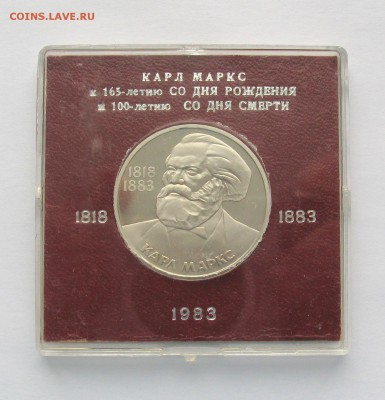 COINS.LAVE.RU
КАРЛ МАРКС
к 165-летию СО ДНЯ РОЖДЕНИЯ
и 100-летию СО ДНЯ СМЕРТИ
1818
1883
1818
1883
КАРЛ МАРКС
1983